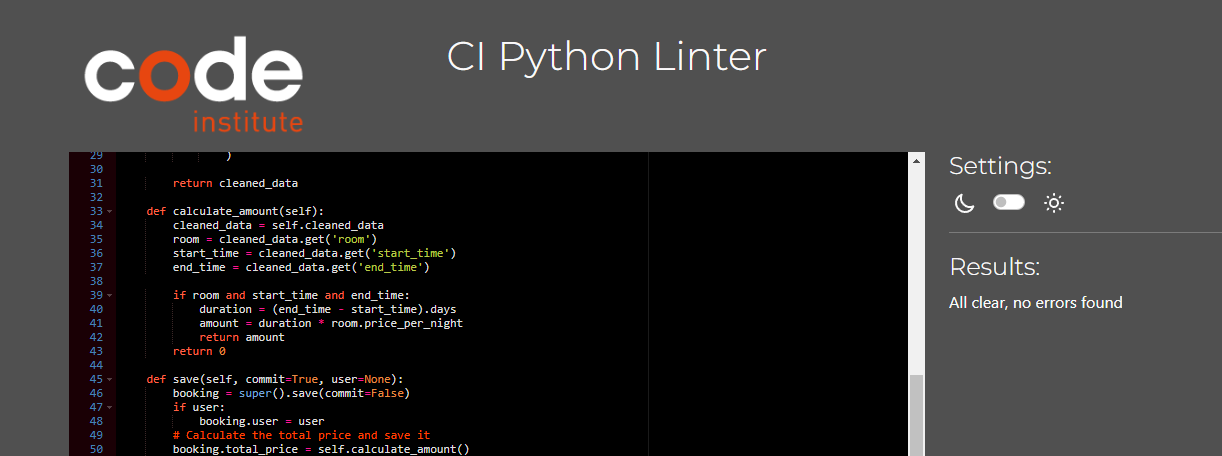 code
institute
CI Python Linter
29                 )
30
31         return cleaned_data
32
33     def calculate_amount(self):
34         cleaned_data = self.cleaned_data
35         room = cleaned_data.get('room')
36         start_time = cleaned_data.get('start_time')
37         end_time = cleaned_data.get('end_time')
38
39         if room and start_time and end_time:
40             duration = (end_time - start_time).days
41             amount = duration * room.price_per_night
42             return amount
43         return 0
44
45     def save(self, commit=True, user=None):
46         booking = super().save(commit=False)
47         if user:
48             booking.user = user
49         # Calculate the total price and save it
50         booking.total_price = self.calculate_amount()
Settings:
Results:
All clear, no errors found